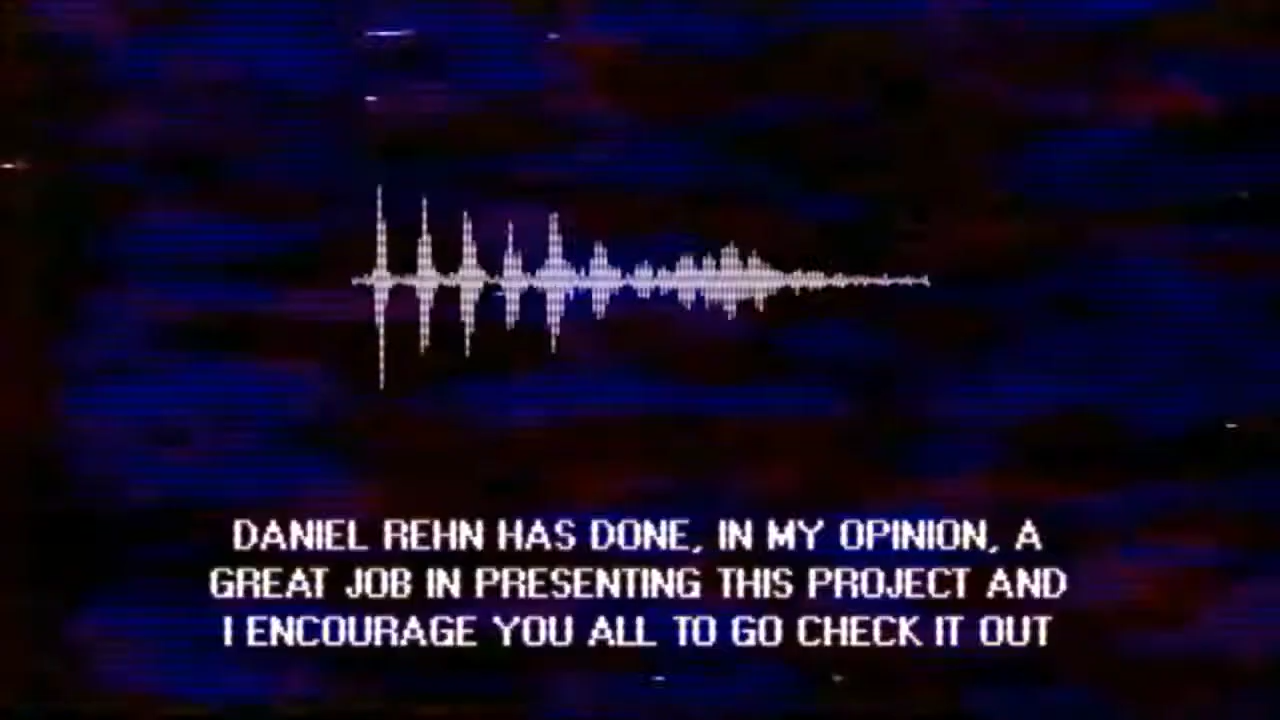 DANIEL REHN HAS DONE, IN MY OPINION, A
GREAT JOB IN PRESENTING THIS PROJECT AND
I ENCOURAGE YOU ALL TO GO CHECK IT OUT